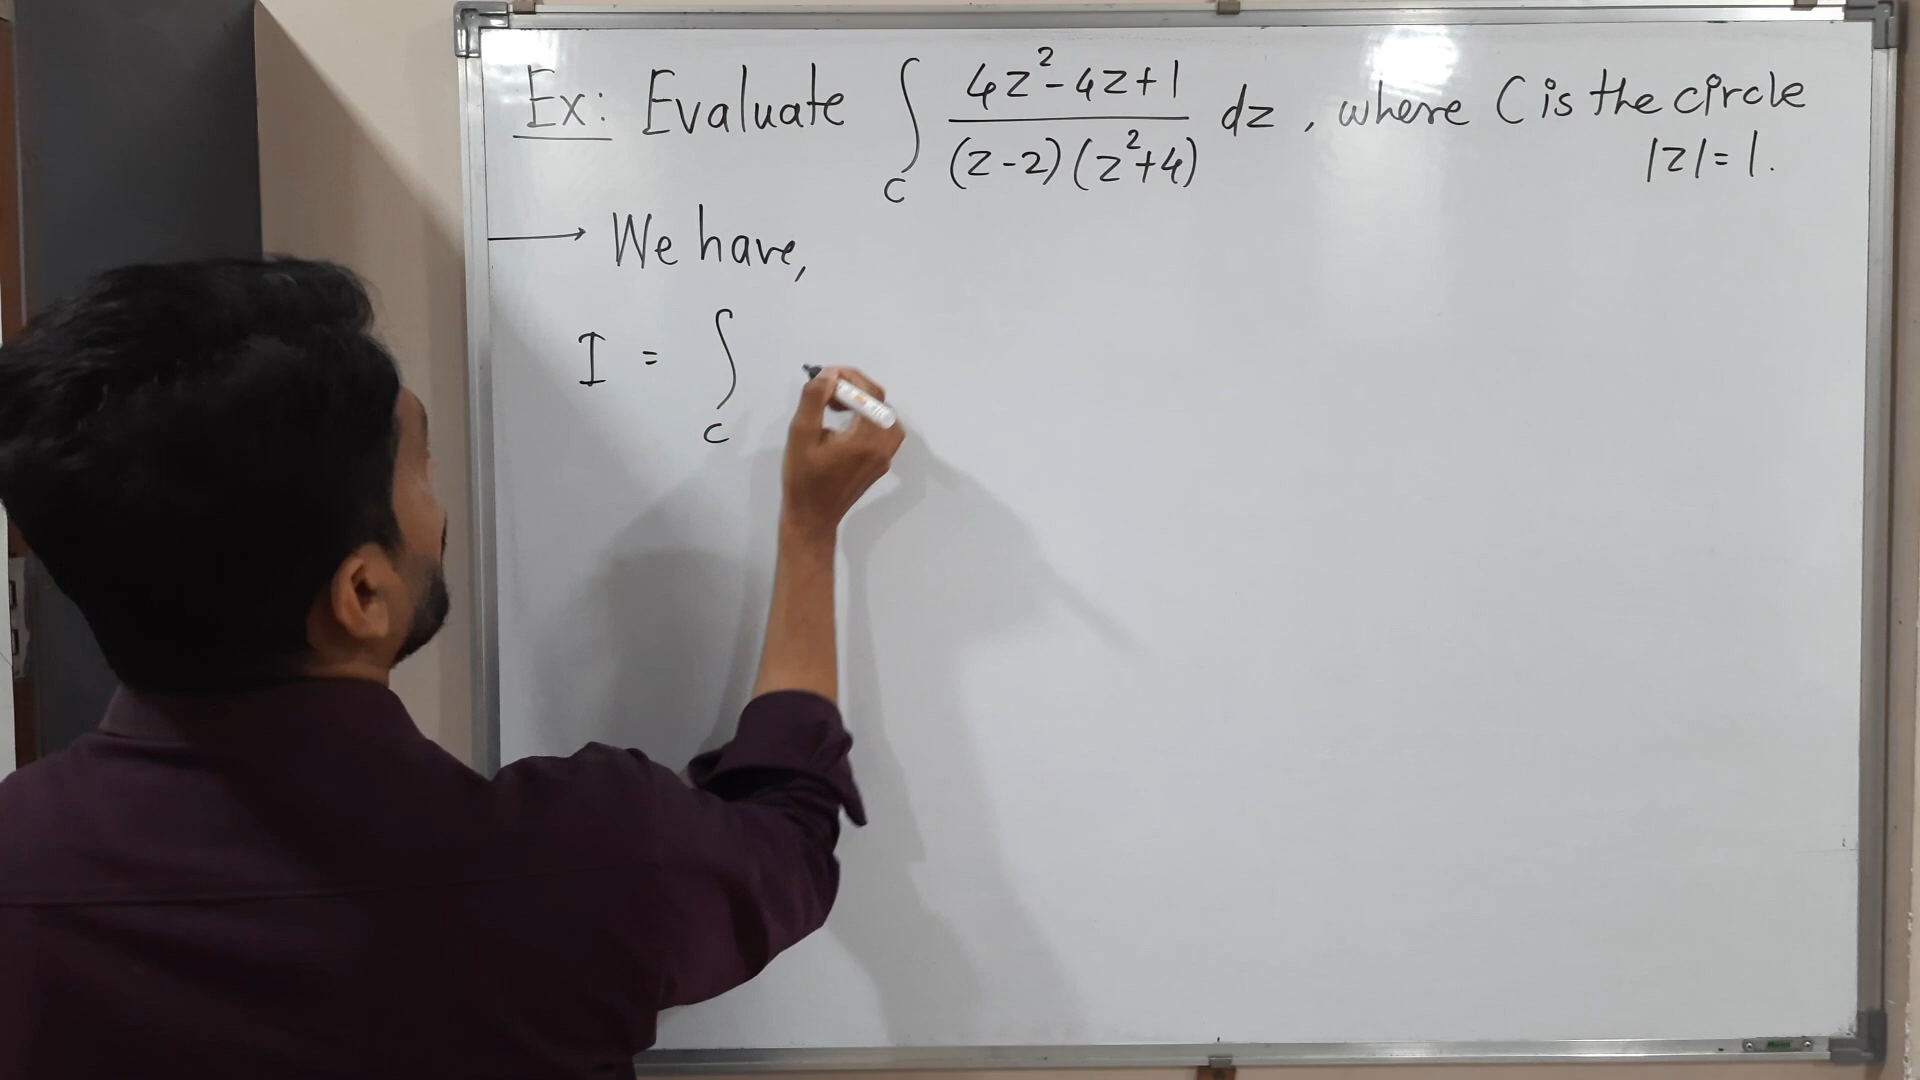 Ex: Evaluate ∫_C (4z²-4z+1)/((z-2)(z²+4)) dz, where C is the circle
|z|=1.
→ We have,
I = ∫_C